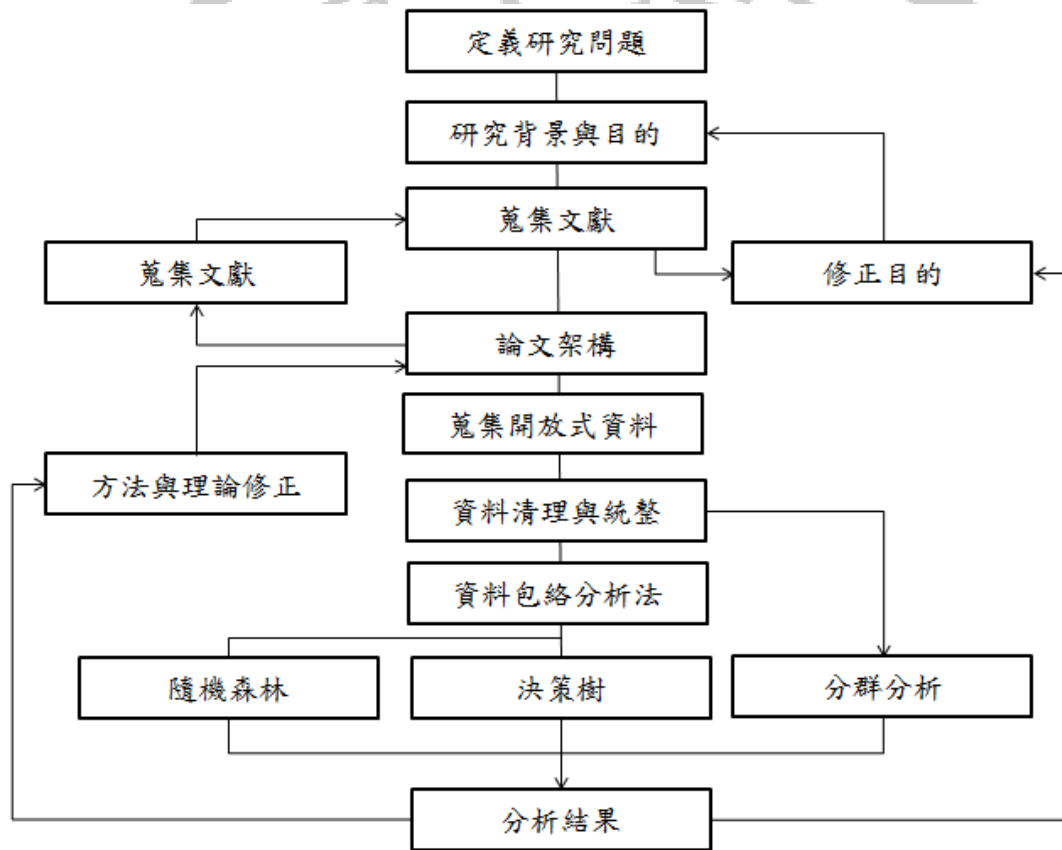 定義研究問題
研究背景與目的
蒐集文獻
蒐集文獻
修正目的
論文架構
蒐集開放式資料
方法與理論修正
資料清理與統整
資料包絡分析法
隨機森林
決策樹
分群分析
分析結果